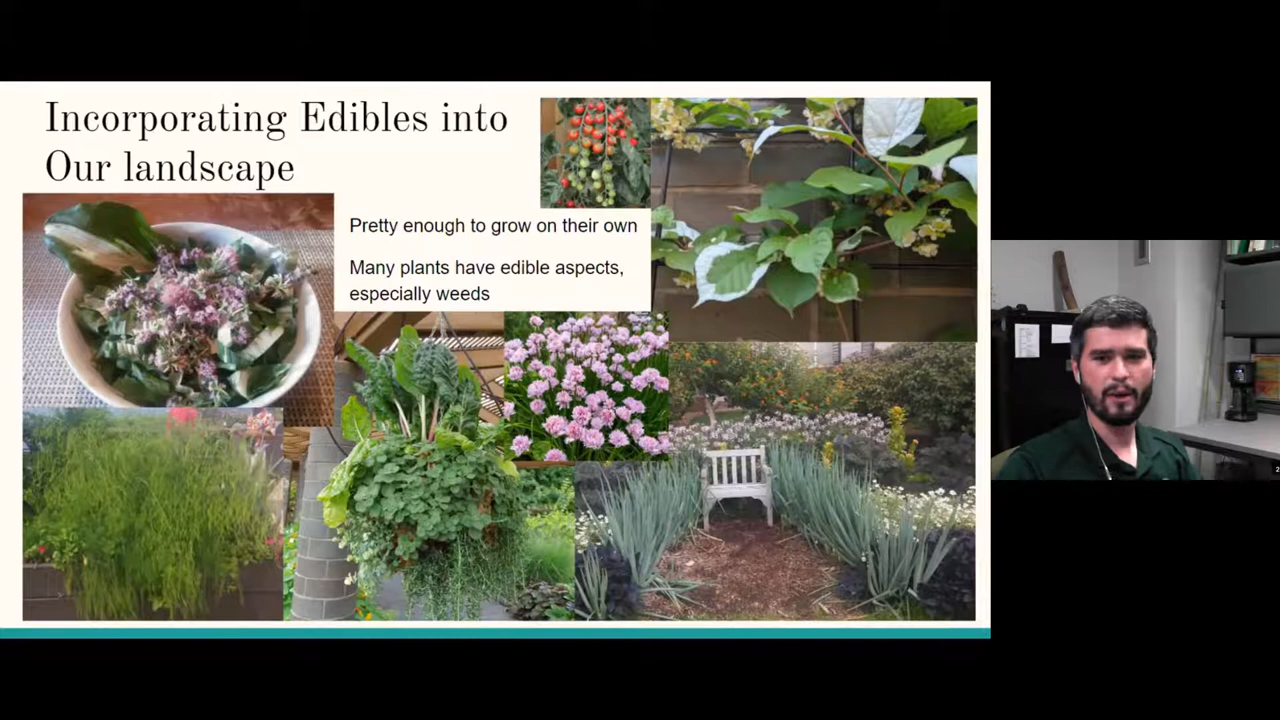 Incorporating Edibles into
Our landscape
Pretty enough to grow on their own
Many plants have edible aspects,
especially weeds
2